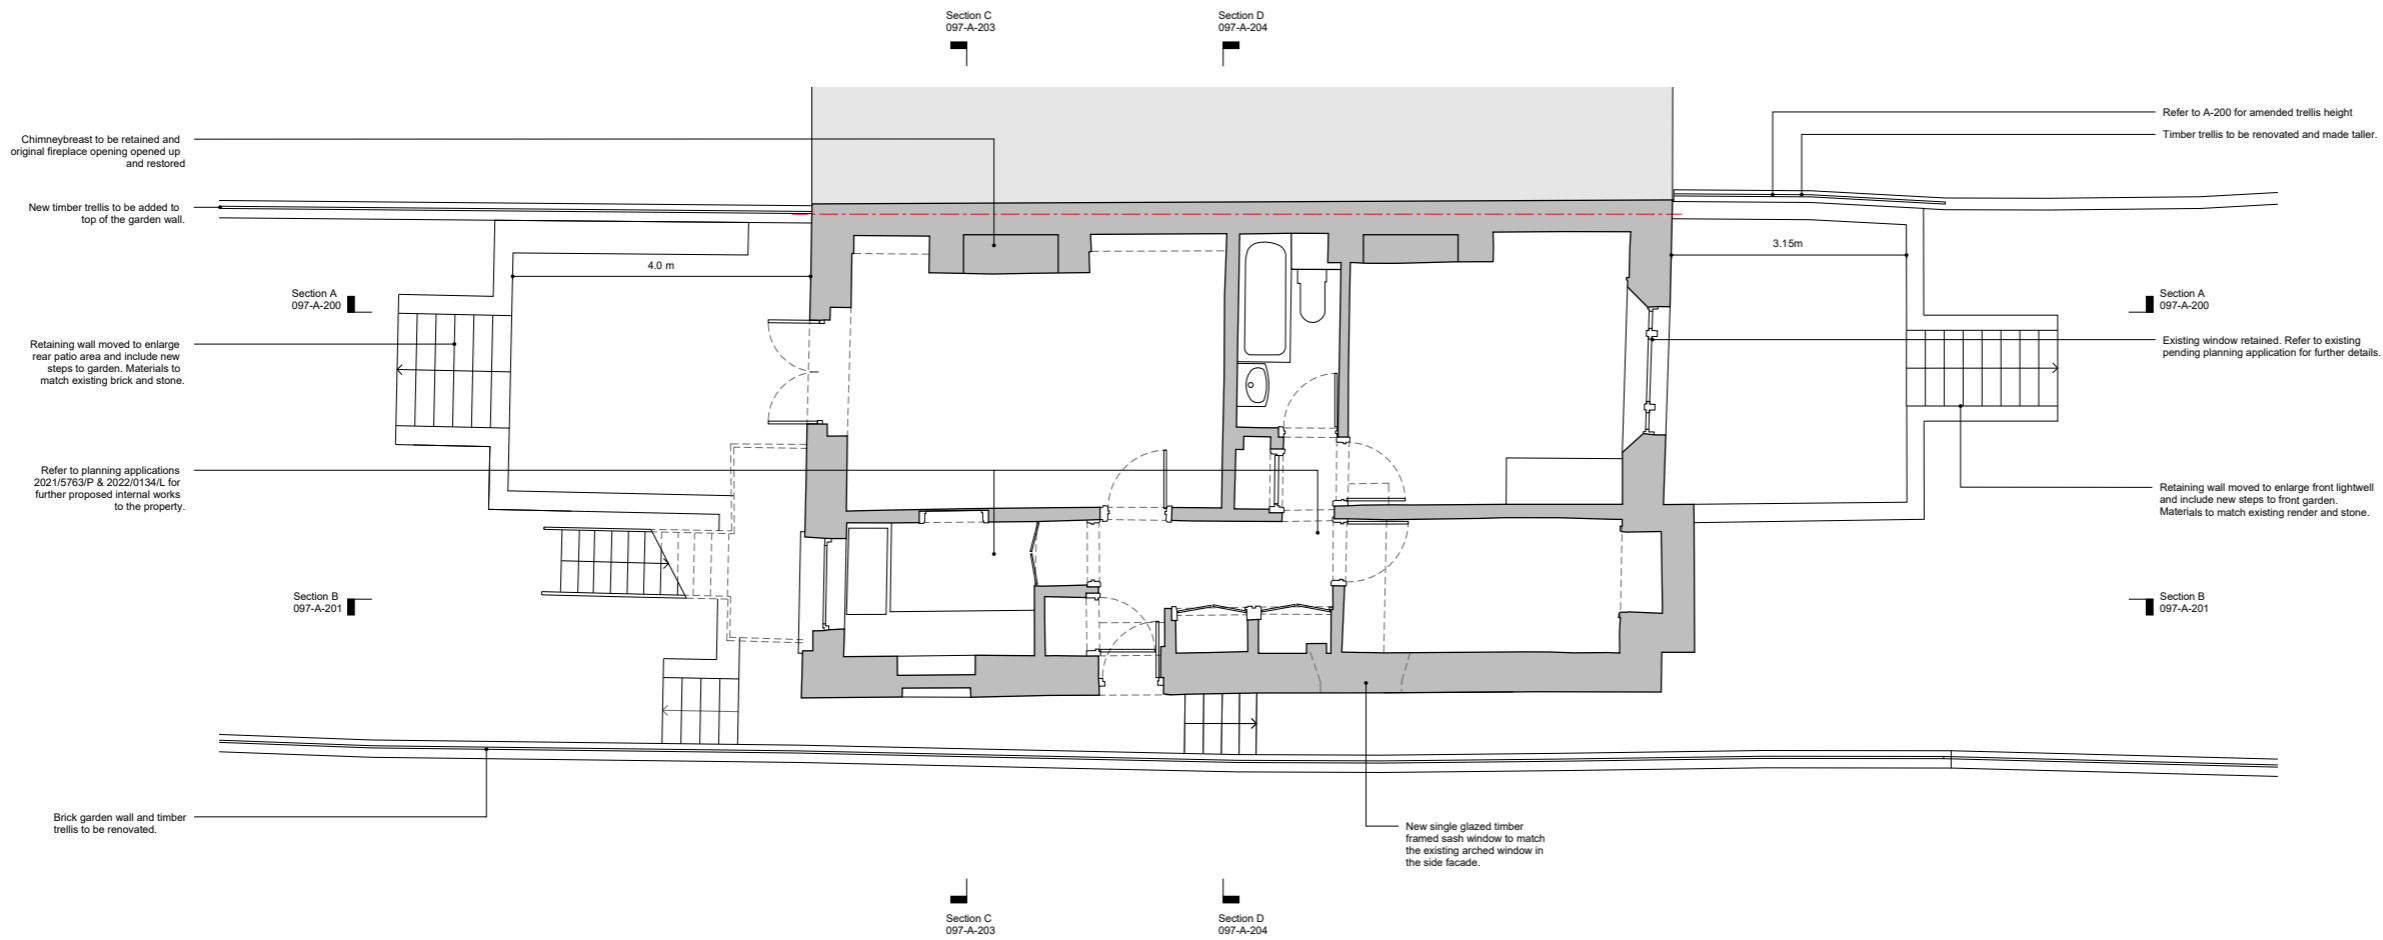 Section C
097-A-203
Section D
097-A-204
Chimneybreast to be retained and
original fireplace opening opened up
and restored
New timber trellis to be added to
top of the garden wall.
4.0 m
Section A
097-A-200
Retaining wall moved to enlarge
rear patio area and include new
steps to garden. Materials to
match existing brick and stone.
Refer to planning applications
2021/5763/P & 2022/0134/L for
further proposed internal works
to the property.
Section B
097-A-201
Brick garden wall and timber
trellis to be renovated.
Refer to A-200 for amended trellis height
Timber trellis to be renovated and made taller.
3.15m
Section A
097-A-200
Existing window retained. Refer to existing
pending planning application for further details.
Retaining wall moved to enlarge front lightwell
and include new steps to front garden.
Materials to match existing render and stone.
Section B
097-A-201
New single glazed timber
framed sash window to match
the existing arched window in
the side facade.
Section C
097-A-203
Section D
097-A-204